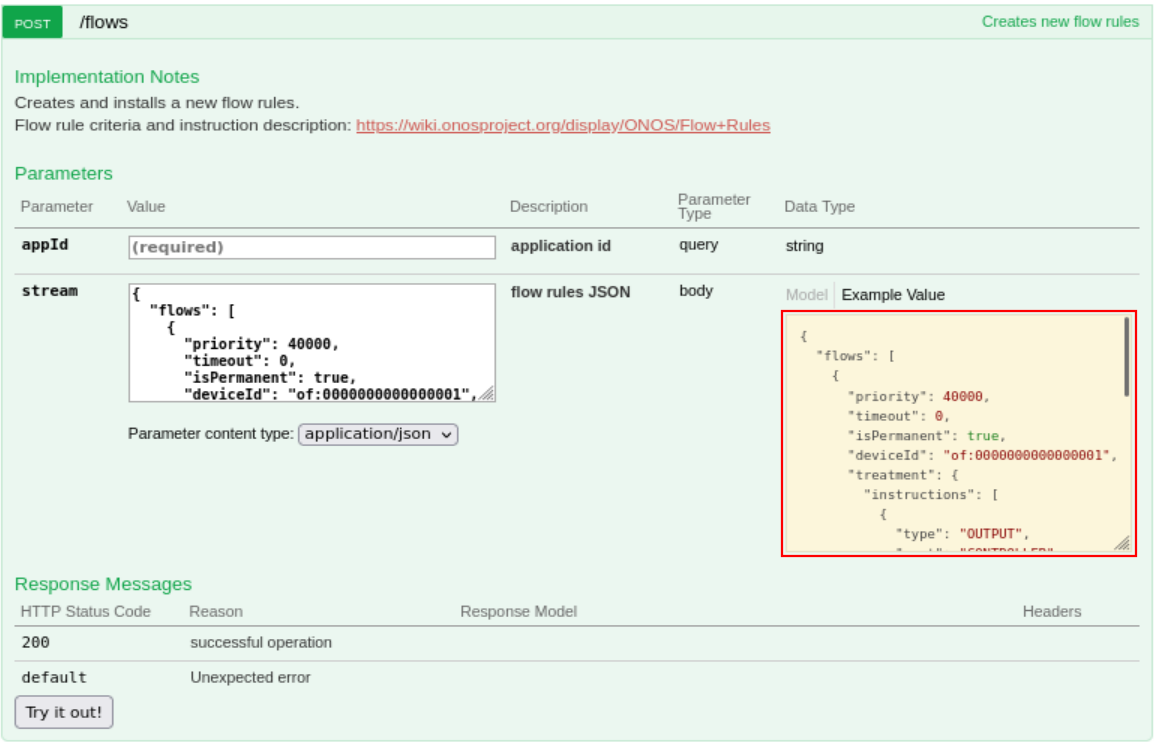 POST /flows Creates new flow rules
Implementation Notes
Creates and installs a new flow rules.
Flow rule criteria and instruction description: https://wiki.onosproject.org/display/ONOS/Flow+Rules
Parameters
Parameter Value Description Parameter Type Data Type
appId (required) application id query string
stream
{
"flows": [
{
"priority": 40000,
"timeout": 0,
"isPermanent": true,
"deviceId": "of:0000000000000001",
Parameter content type: application/json
flow rules JSON body
Model Example Value
{
"flows": [
{
"priority": 40000,
"timeout": 0,
"isPermanent": true,
"deviceId": "of:0000000000000001",
"treatment": {
"instructions": [
{
"type": "OUTPUT",
Response Messages
HTTP Status Code Reason Response Model Headers
200 successful operation
default Unexpected error
Try it out!